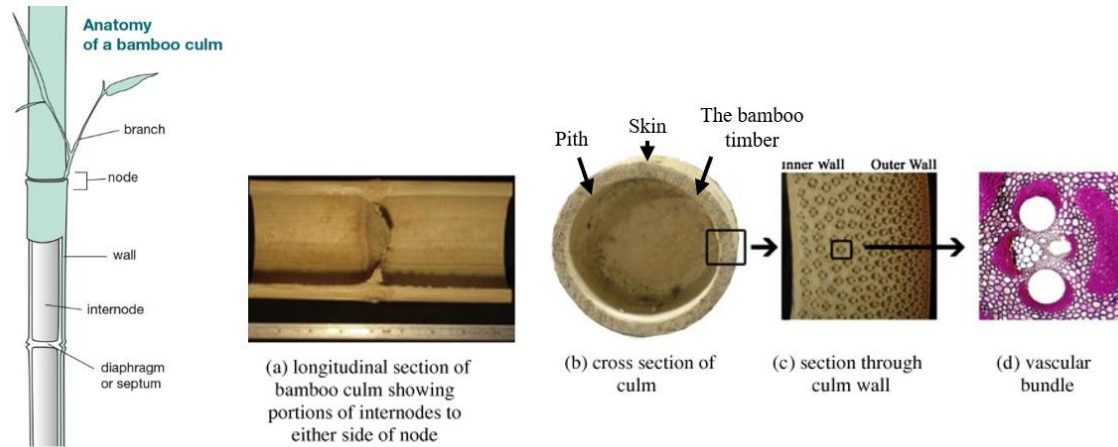 Anatomy
of a bamboo culm
branch
node
wall
internode
diaphragm
or septum
(a) longitudinal section of
bamboo culm showing
portions of internodes to
either side of node
Pith
Skin
The bamboo
timber
(b) cross section of
culm
Inner Wall
Outer Wall
(c) section through
culm wall
(d) vascular
bundle